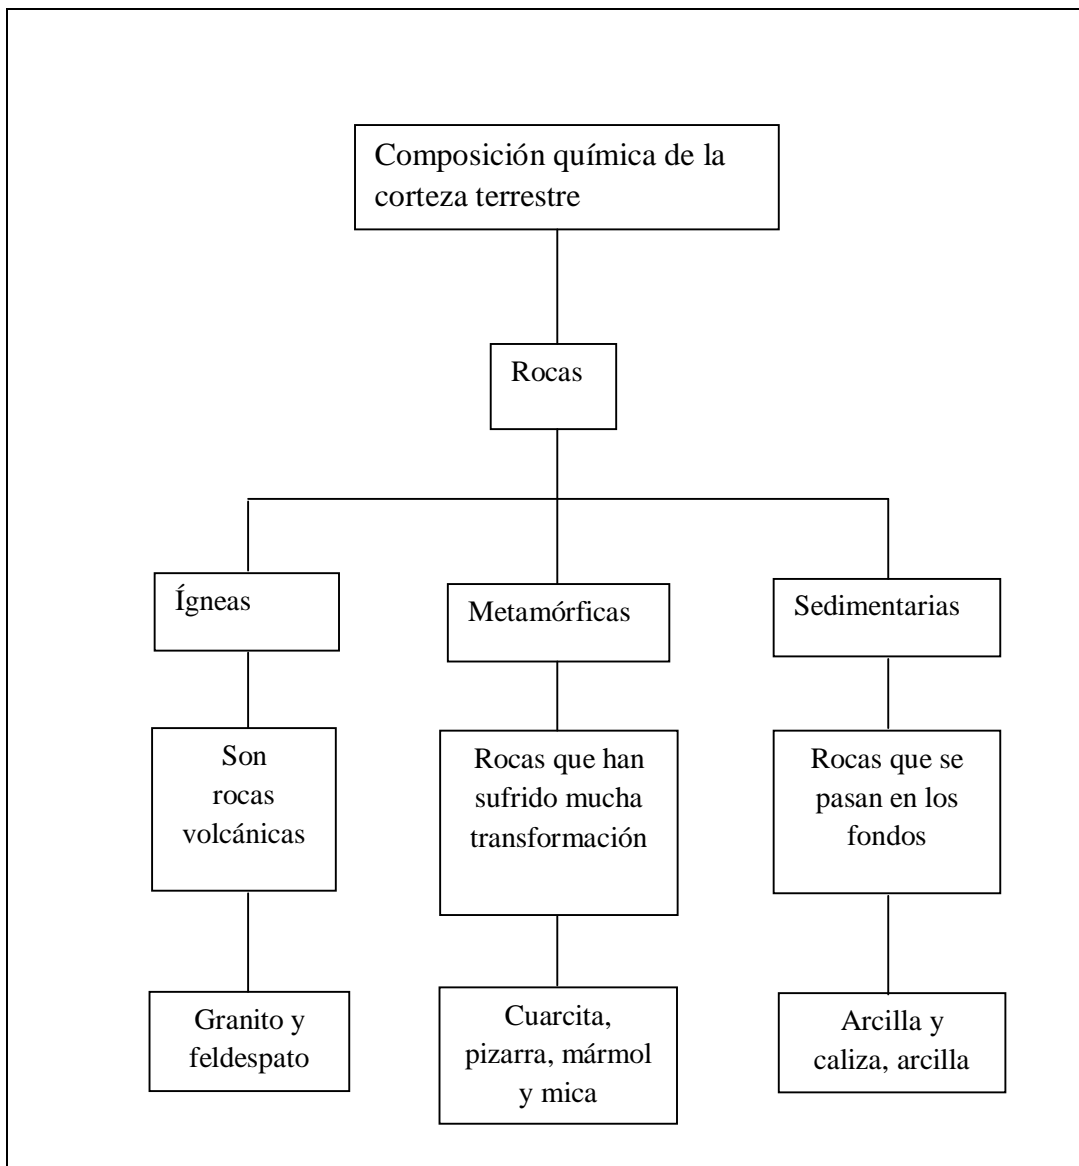 Composición química de la
corteza terrestre
Rocas
Ígneas
Metamórficas
Sedimentarias
Son
rocas
volcánicas
Rocas que han
sufrido mucha
transformación
Rocas que se
pasan en los
fondos
Granito y
feldespato
Cuarcita,
pizarra, mármol
y mica
Arcilla y
caliza, arcilla